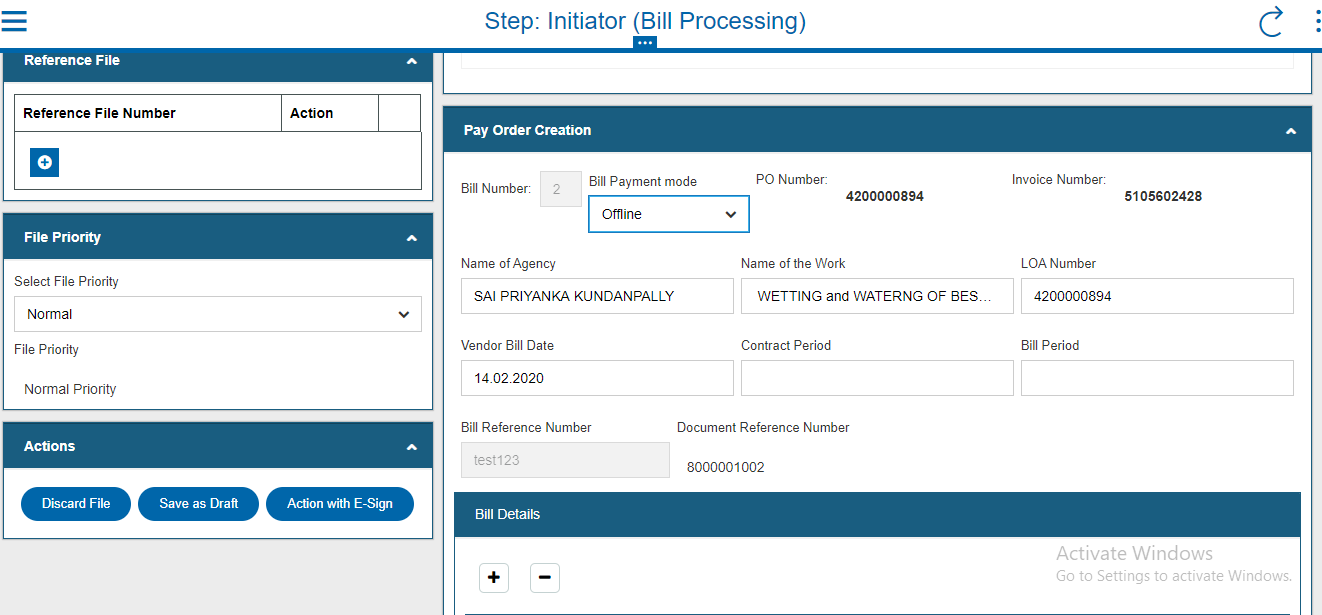 Step: Initiator (Bill Processing)
Reference File
Reference File Number Action
File Priority
Select File Priority
Normal
File Priority
Normal Priority
Actions
Discard File Save as Draft Action with E-Sign
Pay Order Creation
Bill Number: 2 Bill Payment mode Offline PO Number: 4200000894 Invoice Number: 5105602428
Name of Agency Name of the Work LOA Number
SAI PRIYANKA KUNDANPALLY WETTING and WATERNG OF BES... 4200000894
Vendor Bill Date Contract Period Bill Period
14.02.2020
Bill Reference Number Document Reference Number
test123 8000001002
Bill Details
Activate Windows
Go to Settings to activate Windows.